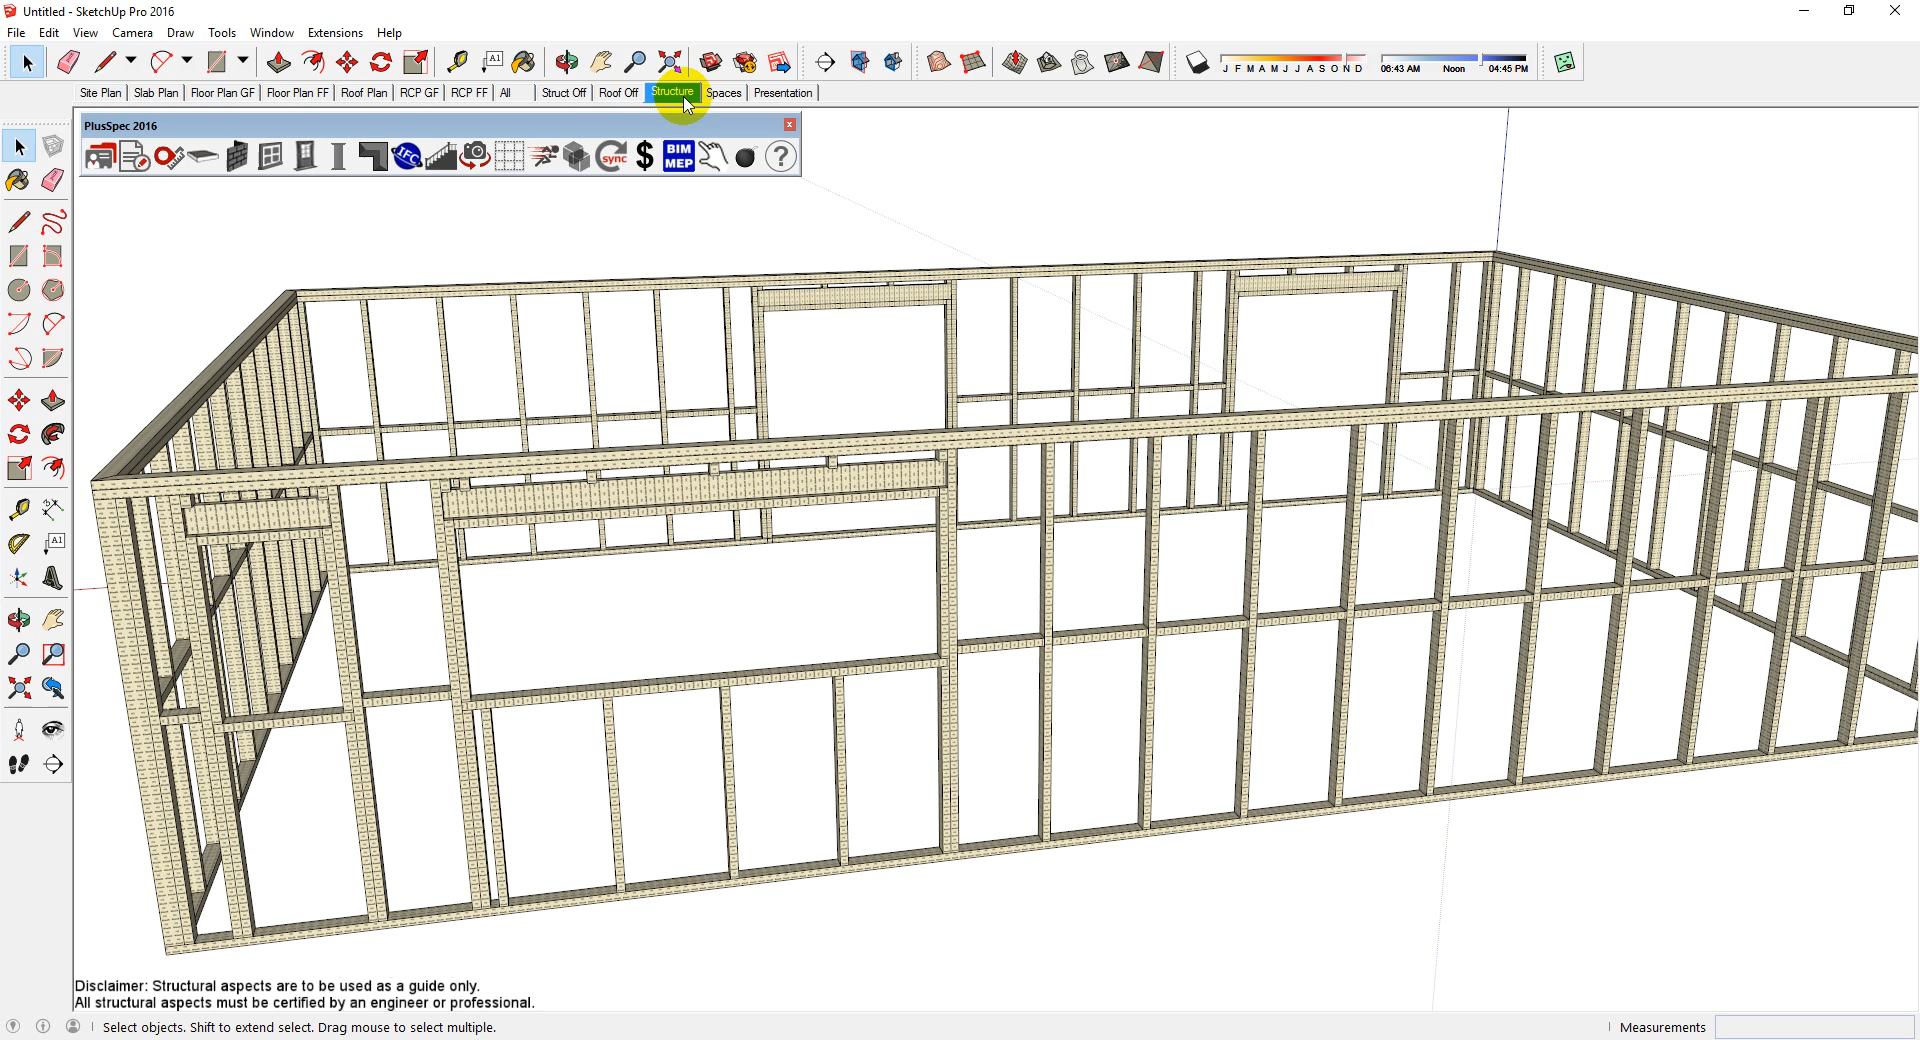 Untitled - SketchUp Pro 2016
File Edit View Camera Draw Tools Window Extensions Help
A1
J F M A M J J A S O N D 06:43 AM Noon 04:45 PM
Site Plan Slab Plan Floor Plan GF Floor Plan FF Roof Plan RCP GF RCP FF All Struct Off Roof Off Structure Spaces Presentation
PlusSpec 2016
IFC sync $ BIM MEP ?
A1
Disclaimer: Structural aspects are to be used as a guide only.
All structural aspects must be certified by an engineer or professional.
Select objects. Shift to extend select. Drag mouse to select multiple. Measurements